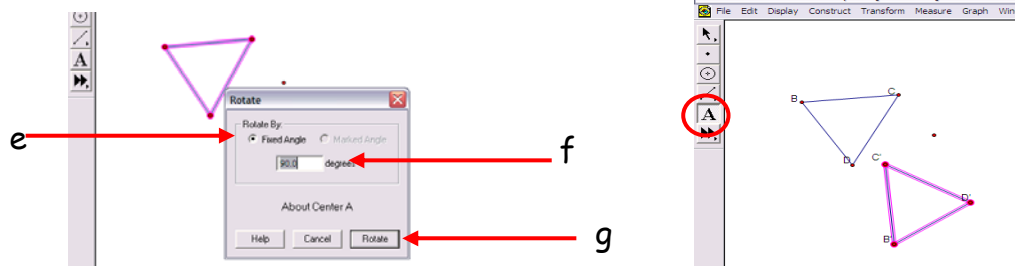 A
Rotate
Rotate By:
Fixed Angle
Marked Angle
90.0 degrees
About Center A
Help Cancel Rotate
e
f
g
File Edit Display Construct Transform Measure Graph Win
A
B
C
D
C'
D'
B'